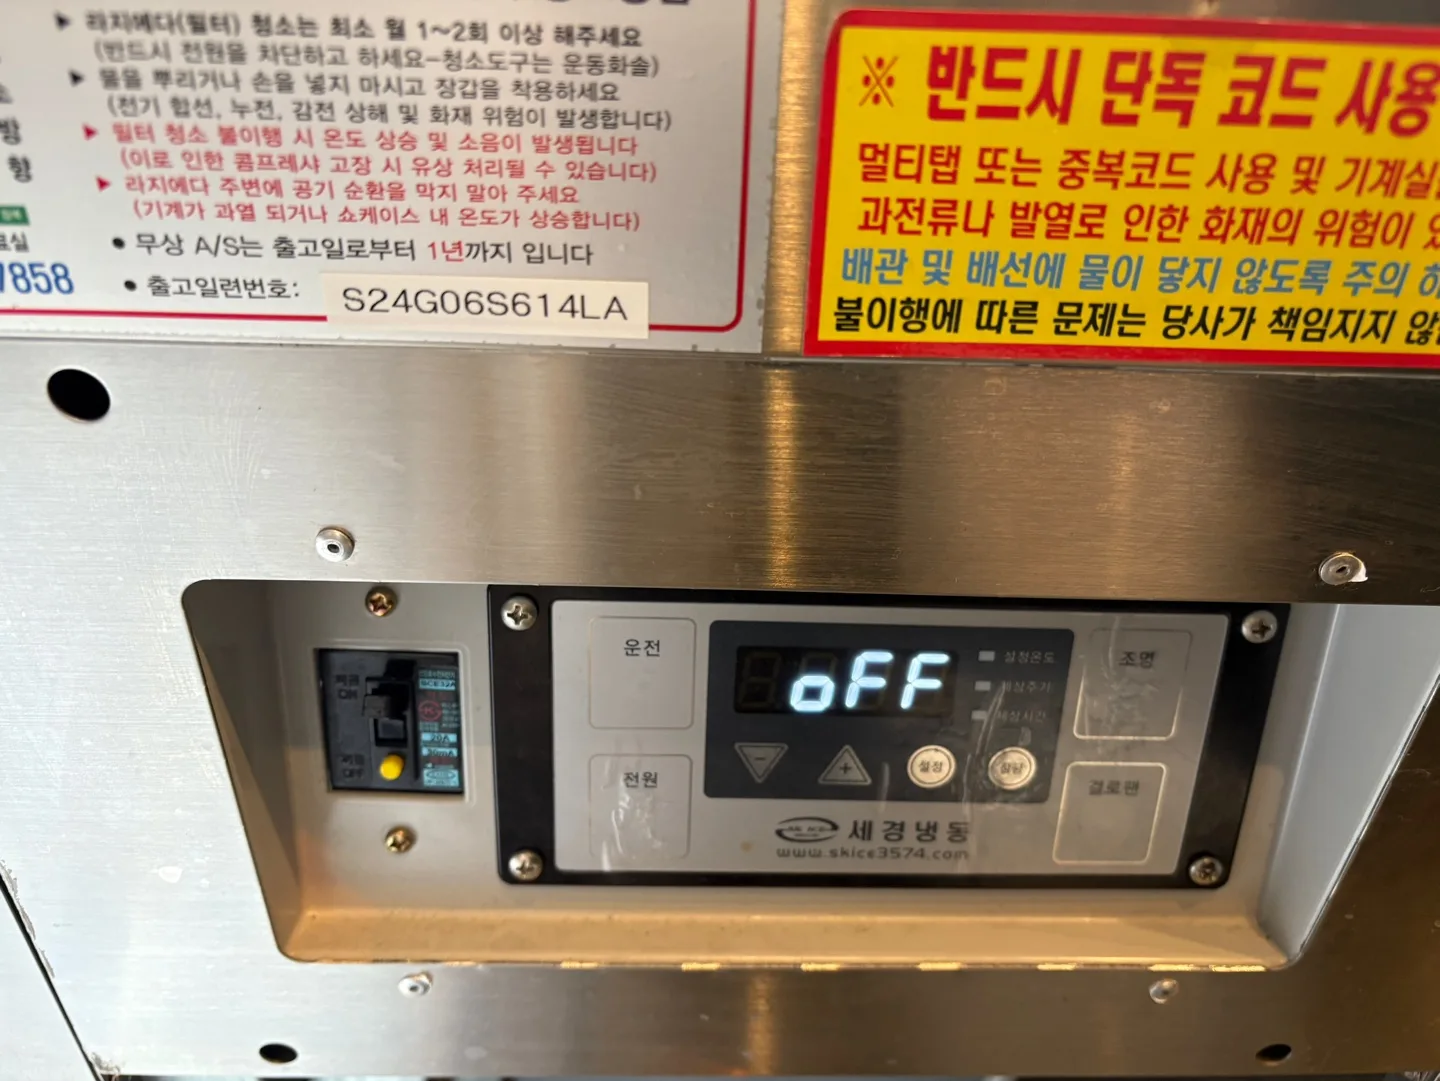 ▶ 라지에다(필터) 청소는 최소 월 1~2회 이상 해주세요
(반드시 전원을 차단하고 하세요-청소도구는 운동화솔)
▶ 물을 뿌리거나 손을 넣지 마시고 장갑을 착용하세요
(전기 합선, 누전, 감전 상해 및 화재 위험이 발생합니다)
▶ 필터 청소 불이행 시 온도 상승 및 소음이 발생됩니다
(이로 인한 콤프레샤 고장 시 유상 처리될 수 있습니다)
▶ 라지에다 주변에 공기 순환을 막지 말아 주세요
(기계가 과열 되거나 쇼케이스 내 온도가 상승합니다)
• 무상 A/S는 출고일로부터 1년까지 입니다
7858
• 출고일련번호: S24G06S614LA
※ 반드시 단독 코드 사용
멀티탭 또는 중복코드 사용 및 기계실
과전류나 발열로 인한 화재의 위험이
배관 및 배선에 물이 닿지 않도록 주의
불이행에 따른 문제는 당사가 책임지지 않
ON
20A
30mA
OFF
운전
전원
oFF
설정온도
제상주기
제상시간
- + 설정
조명
결로팬
세경냉동
www.skice3574.com